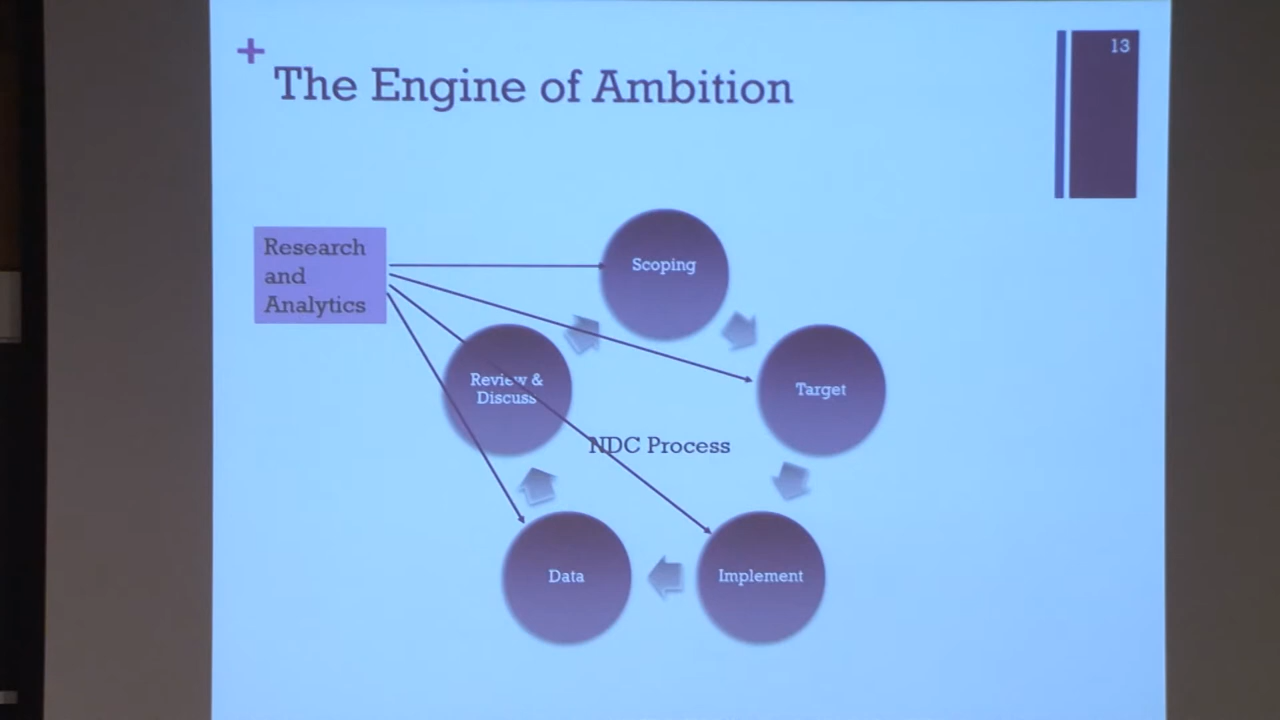 +
The Engine of Ambition
13
Research
and
Analytics
Scoping
Review &
Discuss
Target
NDC Process
Data
Implement